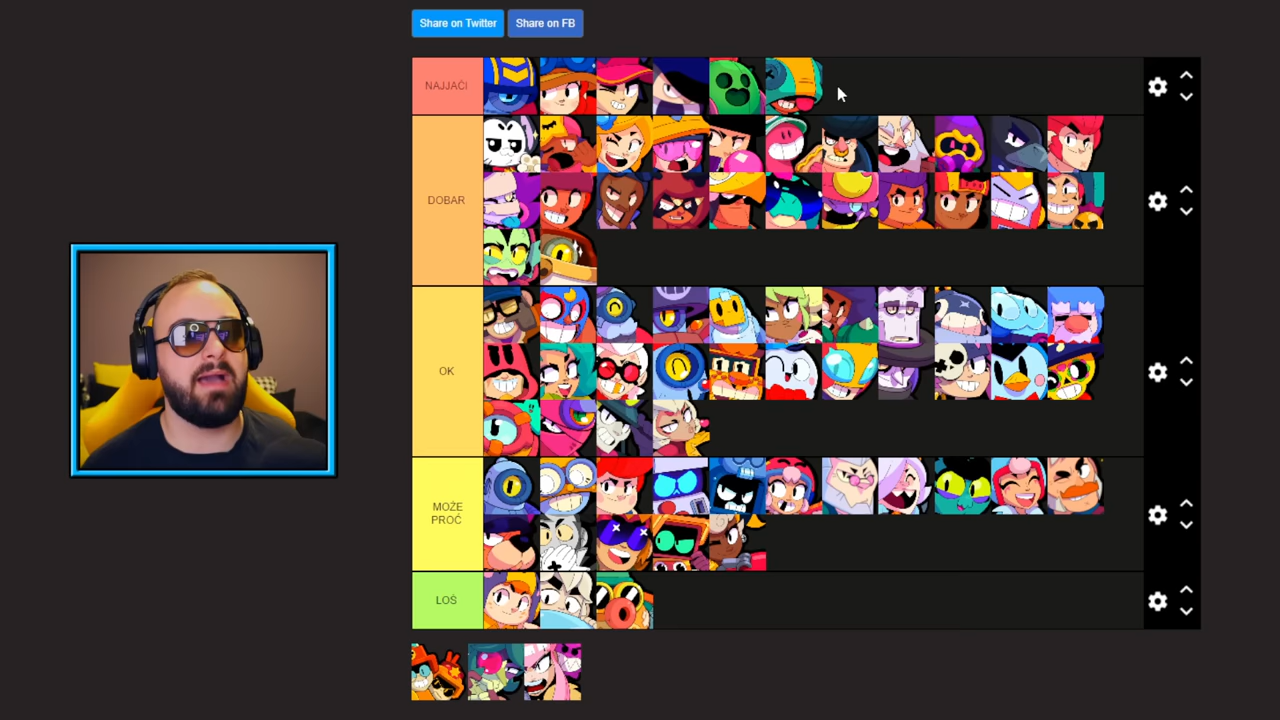 Share on Twitter
Share on FB
NAJJAČI
DOBAR
OK
MOŽE
PROĆ
LOŠ